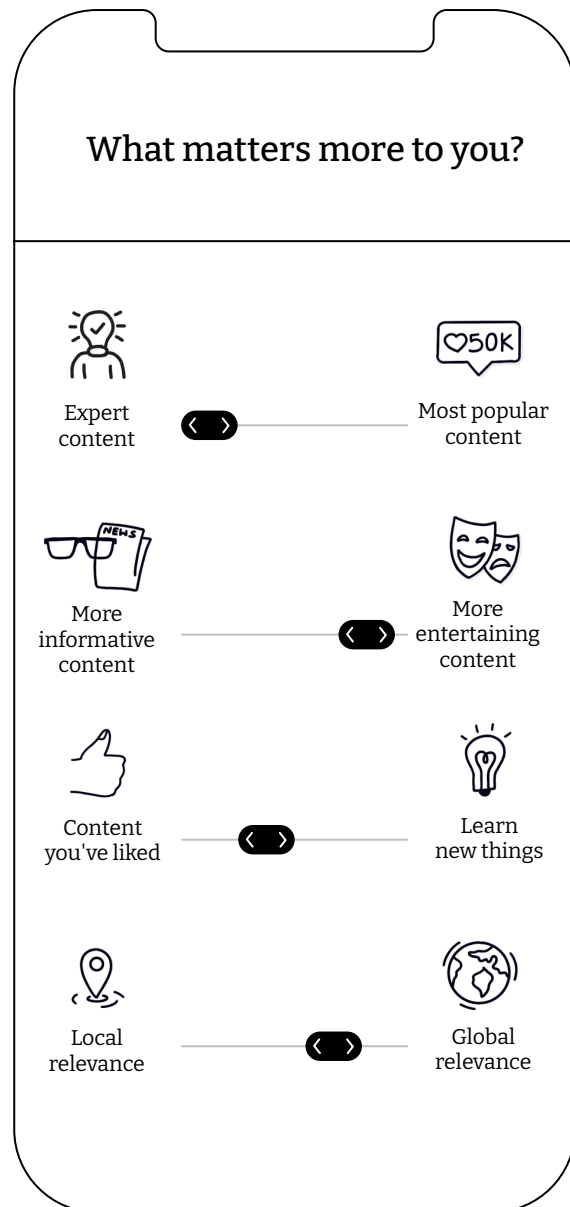 What matters more to you?
♡50K
Expert
content
Most popular
content
NEWS
More
informative
content
More
entertaining
content
Content
you've liked
Learn
new things
Local
relevance
Global
relevance